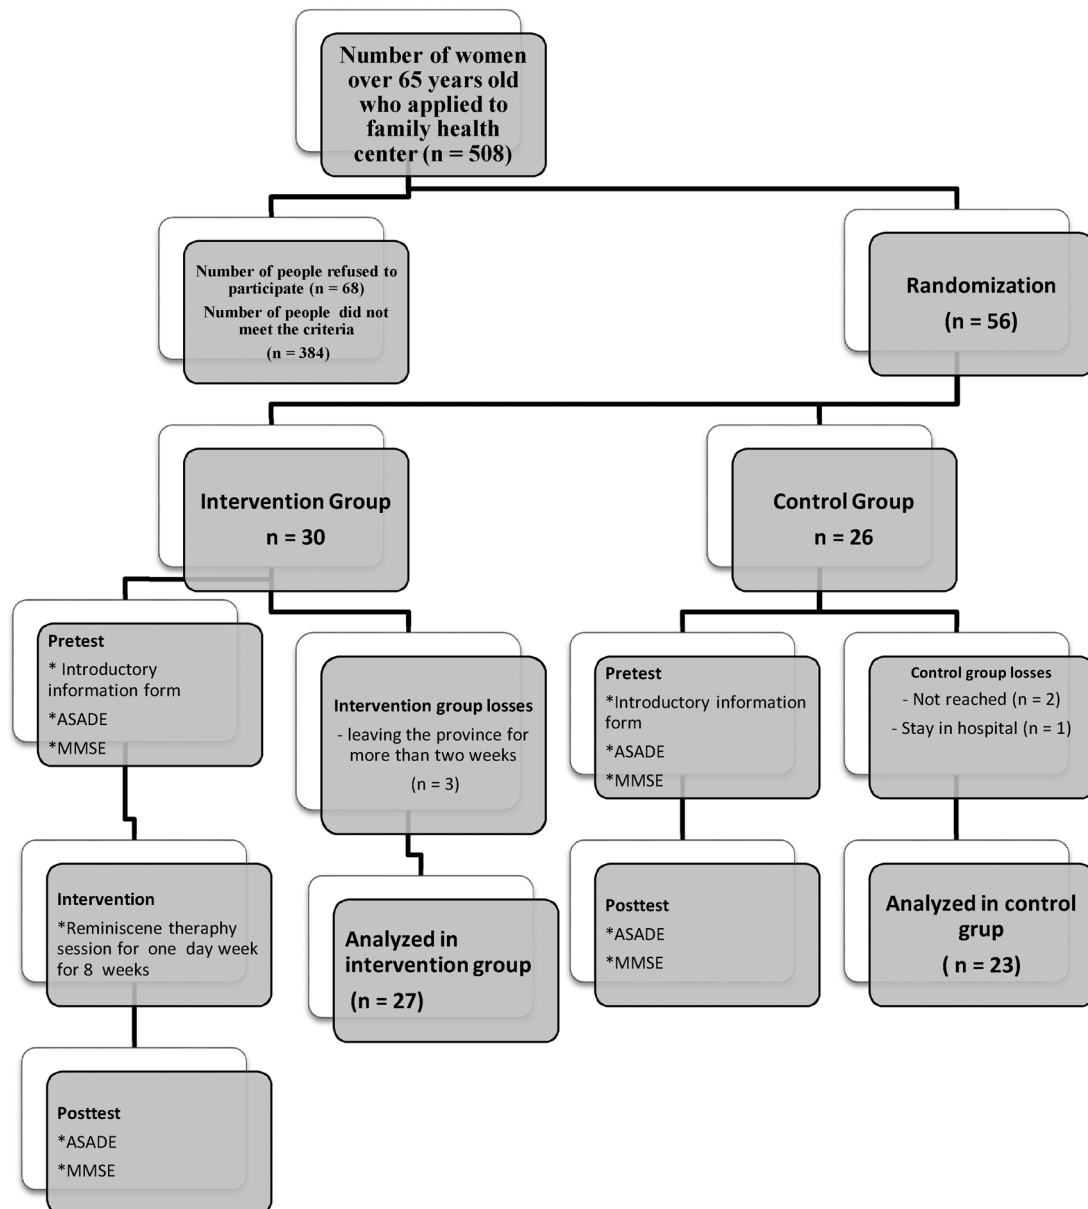 Number of women
over 65 years old
who applied to
family health
center (n = 508)
Number of people refused to
participate (n = 68)
Number of people did not
meet the criteria
(n = 384)
Randomization
(n = 56)
Intervention Group
n = 30
Control Group
n = 26
Pretest
* Introductory
information form
*ASADE
*MMSE
Intervention group losses
- leaving the province for
more than two weeks
(n = 3)
Pretest
*Introductory information
form
*ASADE
*MMSE
Control group losses
- Not reached (n = 2)
- Stay in hospital (n = 1)
Intervention
*Reminiscene theraphy
session for one day week
for 8 weeks
Analyzed in
intervention group
(n = 27)
Posttest
*ASADE
*MMSE
Analyzed in control
grup
( n = 23)
Posttest
*ASADE
*MMSE